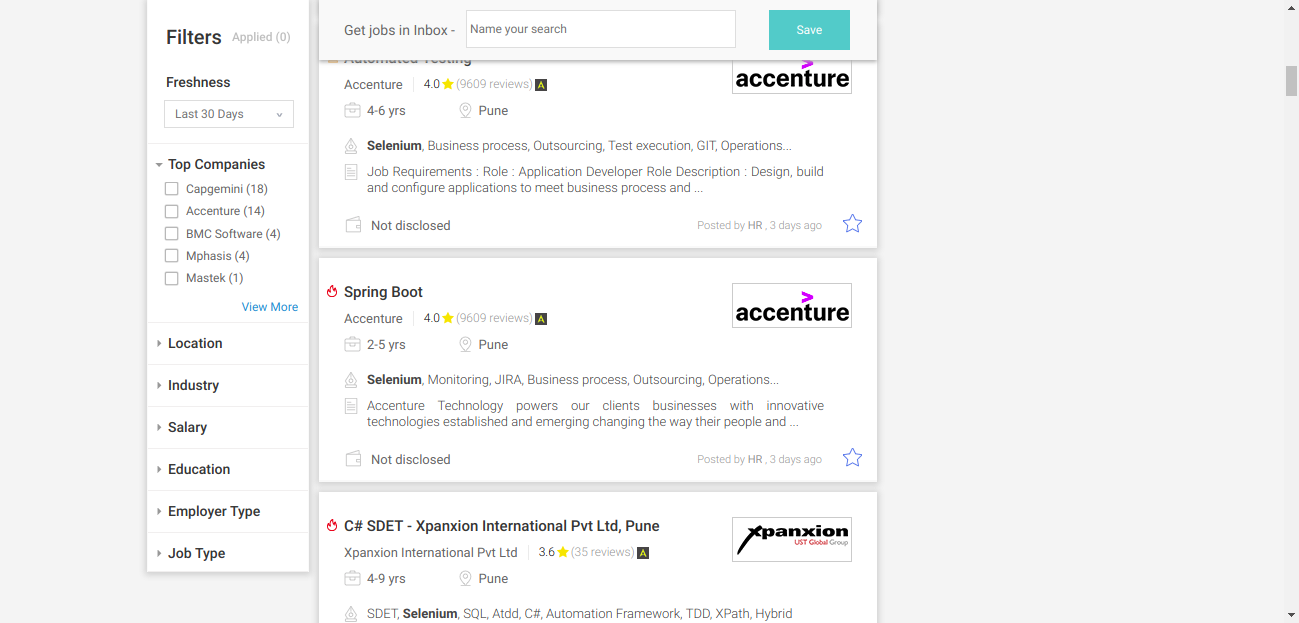 Filters Applied (0)
Freshness
Last 30 Days
Top Companies
Capgemini (18)
Accenture (14)
BMC Software (4)
Mphasis (4)
Mastek (1)
View More
Location
Industry
Salary
Education
Employer Type
Job Type
Get jobs in Inbox - Name your search Save
Automated Testing
accenture
Accenture 4.0 (9609 reviews) A
4-6 yrs Pune
Selenium, Business process, Outsourcing, Test execution, GIT, Operations...
Job Requirements : Role : Application Developer Role Description : Design, build
and configure applications to meet business process and ...
Not disclosed Posted by HR , 3 days ago
Spring Boot
accenture
Accenture 4.0 (9609 reviews) A
2-5 yrs Pune
Selenium, Monitoring, JIRA, Business process, Outsourcing, Operations...
Accenture Technology powers our clients businesses with innovative
technologies established and emerging changing the way their people and ...
Not disclosed Posted by HR , 3 days ago
C# SDET - Xpanxion International Pvt Ltd, Pune
xpanxion
UST Global Group
Xpanxion International Pvt Ltd 3.6 (35 reviews) A
4-9 yrs Pune
SDET, Selenium, SQL, Atdd, C#, Automation Framework, TDD, XPath, Hybrid